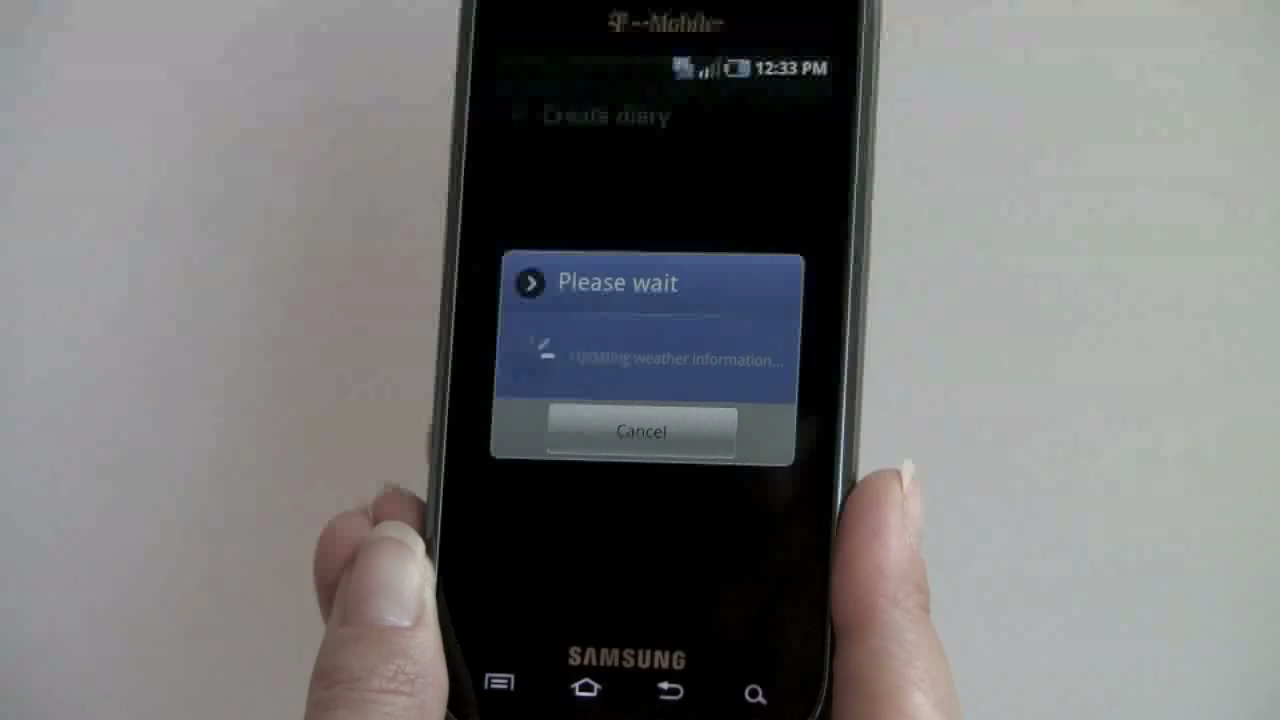 T--Mobile
12:33 PM
Create diary
Please wait
Updating weather information...
Cancel
SAMSUNG